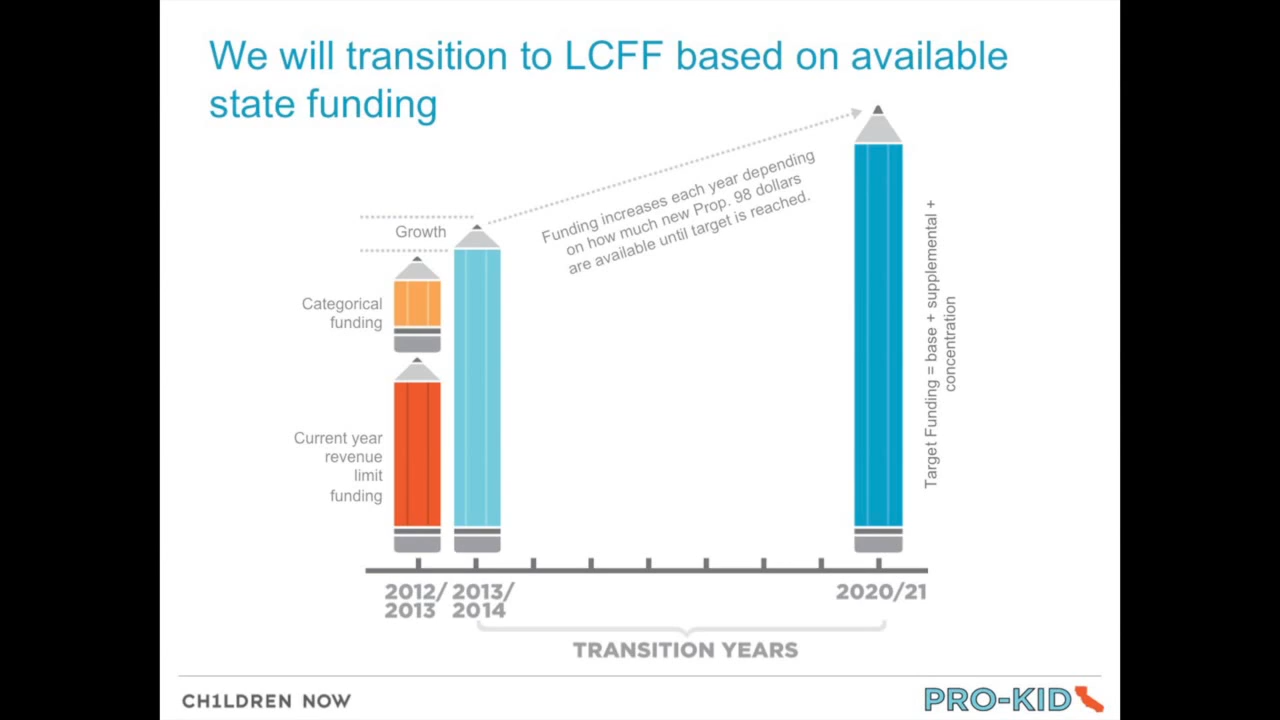 We will transition to LCFF based on available
state funding
Growth
Categorical
funding
Current year
revenue
limit
funding
Funding increases each year depending
on how much new Prop. 98 dollars
are available until target is reached.
Target Funding = base + supplemental +
concentration
2012/
2013
2013/
2014
2020/21
TRANSITION YEARS
CH1LDREN NOW
PRO-KID